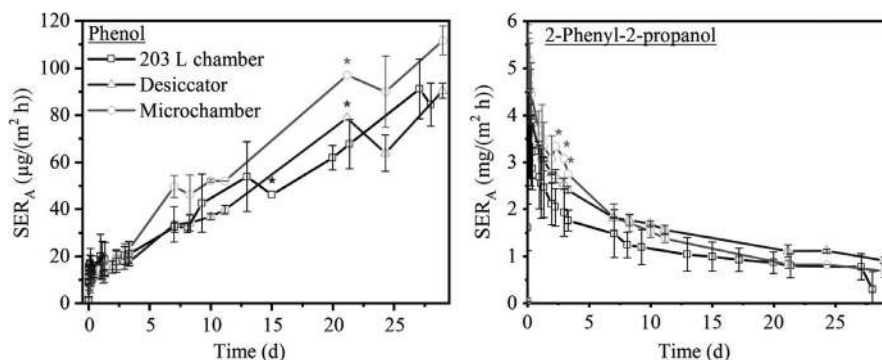 Phenol
203 L chamber
Desiccator
Microchamber
SER_A (µg/(m² h))
120
100
80
60
40
20
0
0 5 10 15 20 25
Time (d)
* * *
2-Phenyl-2-propanol
SER_A (mg/(m² h))
6
5
4
3
2
1
0
0 5 10 15 20 25
Time (d)
* * * *